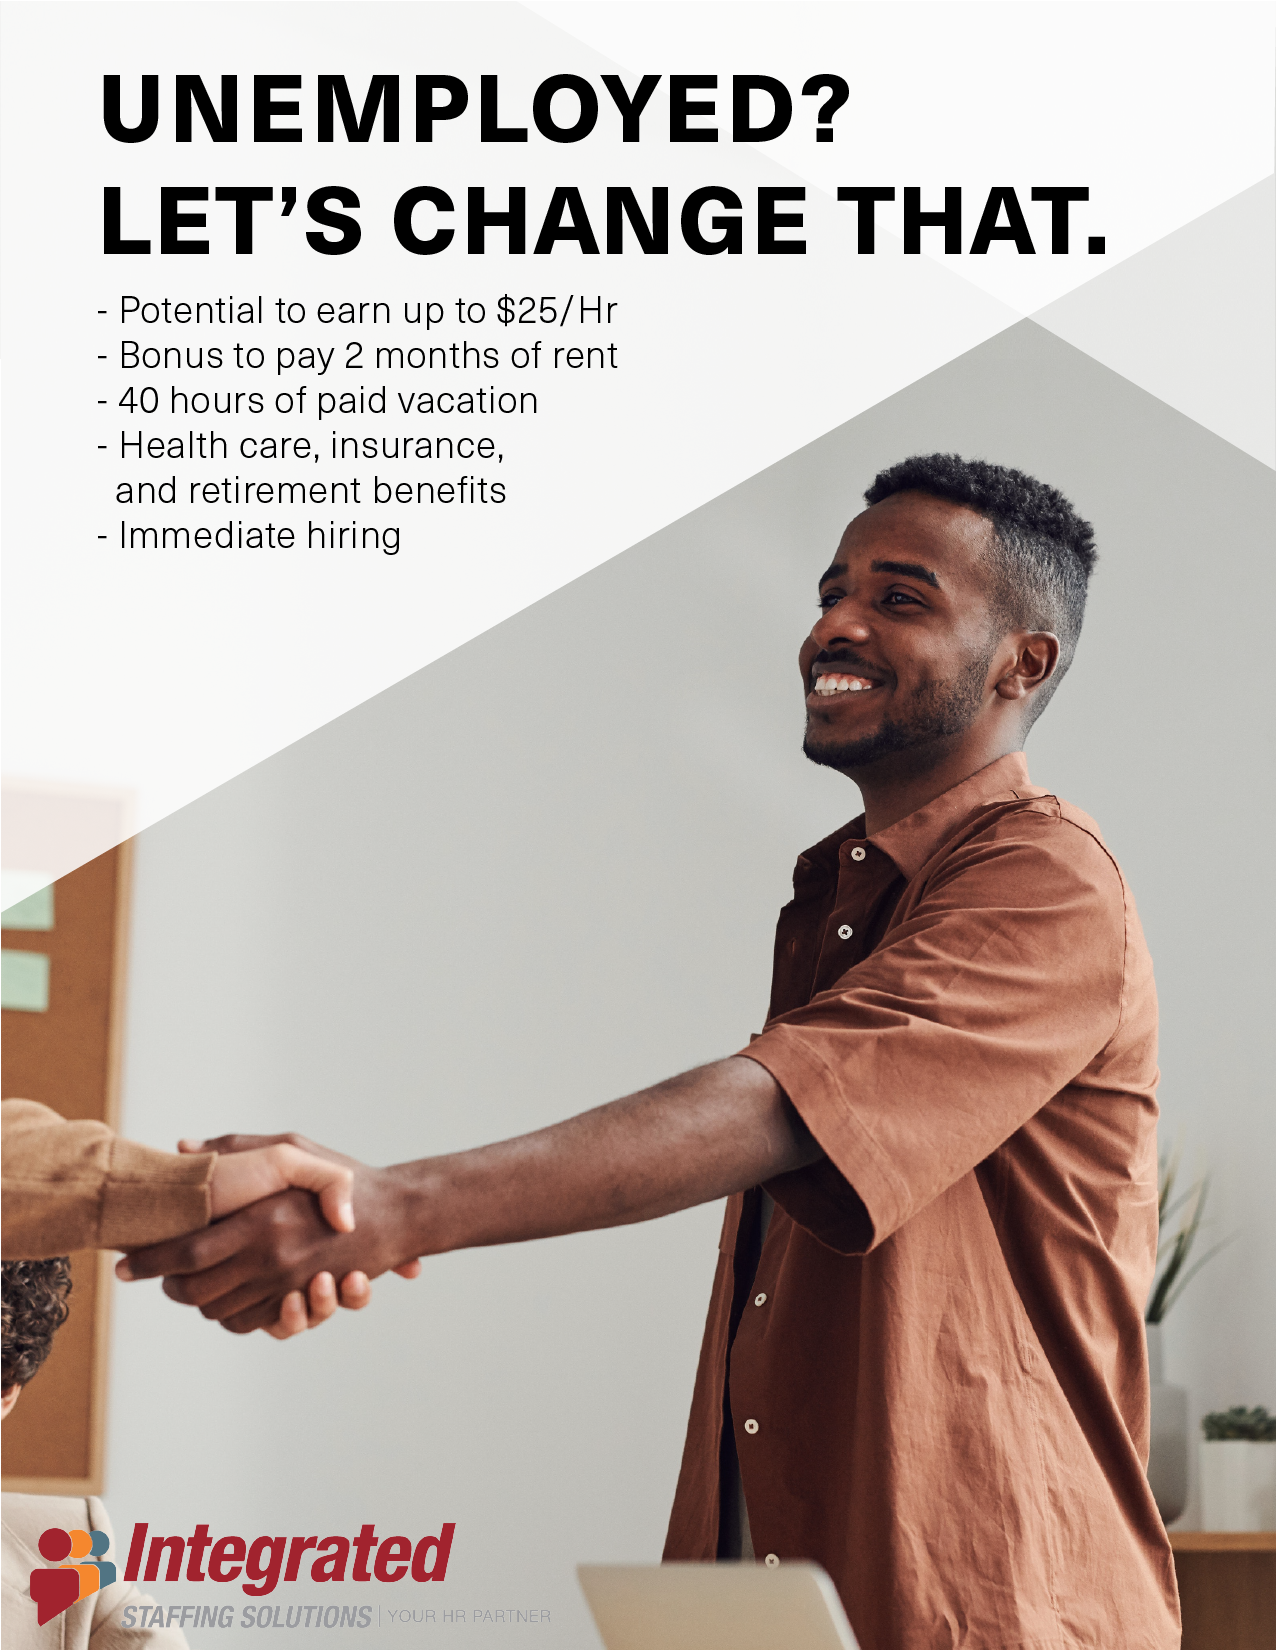 UNEMPLOYED?
LET'S CHANGE THAT.
- Potential to earn up to $25/Hr
- Bonus to pay 2 months of rent
- 40 hours of paid vacation
- Health care, insurance,
and retirement benefits
- Immediate hiring
Integrated
STAFFING SOLUTIONS | YOUR HR PARTNER